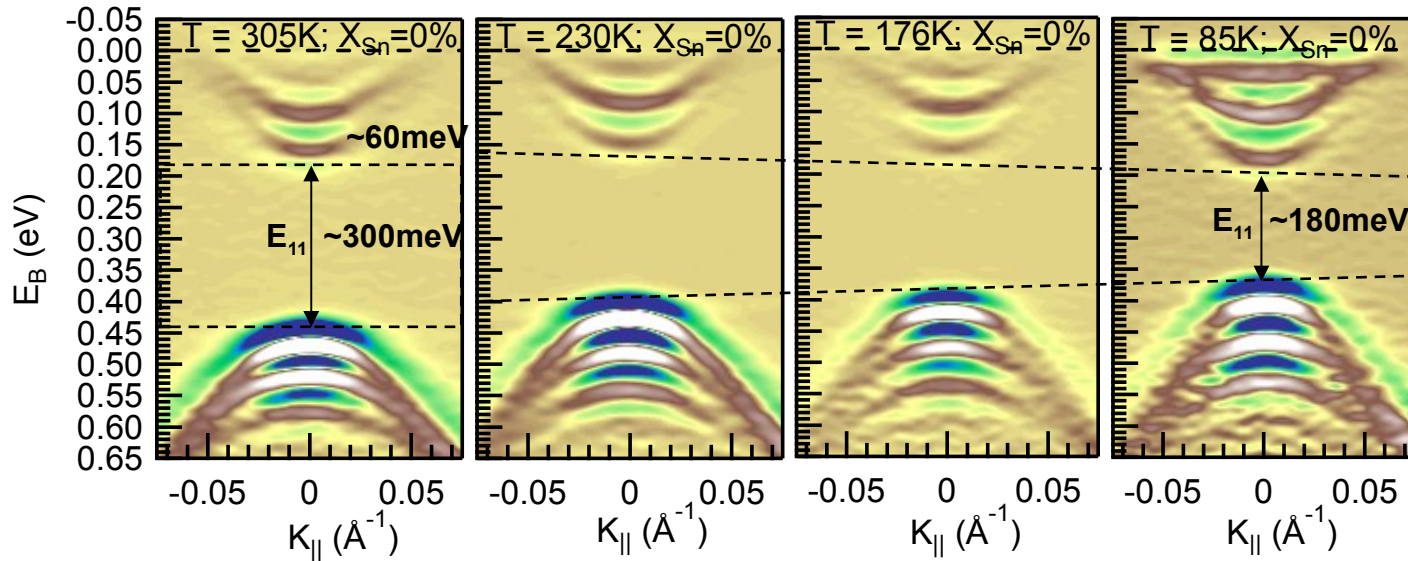 T = 305K; X_Sn=0%
T = 230K; X_Sn=0%
T = 176K; X_Sn=0%
T = 85K; X_Sn=0%
-0.05
0.00
0.05
0.10
0.15
0.20
0.25
0.30
0.35
0.40
0.45
0.50
0.55
0.60
0.65
E_B (eV)
~60meV
E_11 ~300meV
E_11 ~180meV
-0.05 0 0.05
-0.05 0 0.05
-0.05 0 0.05
-0.05 0 0.05
K_|| (Å^-1)
K_|| (Å^-1)
K_|| (Å^-1)
K_|| (Å^-1)